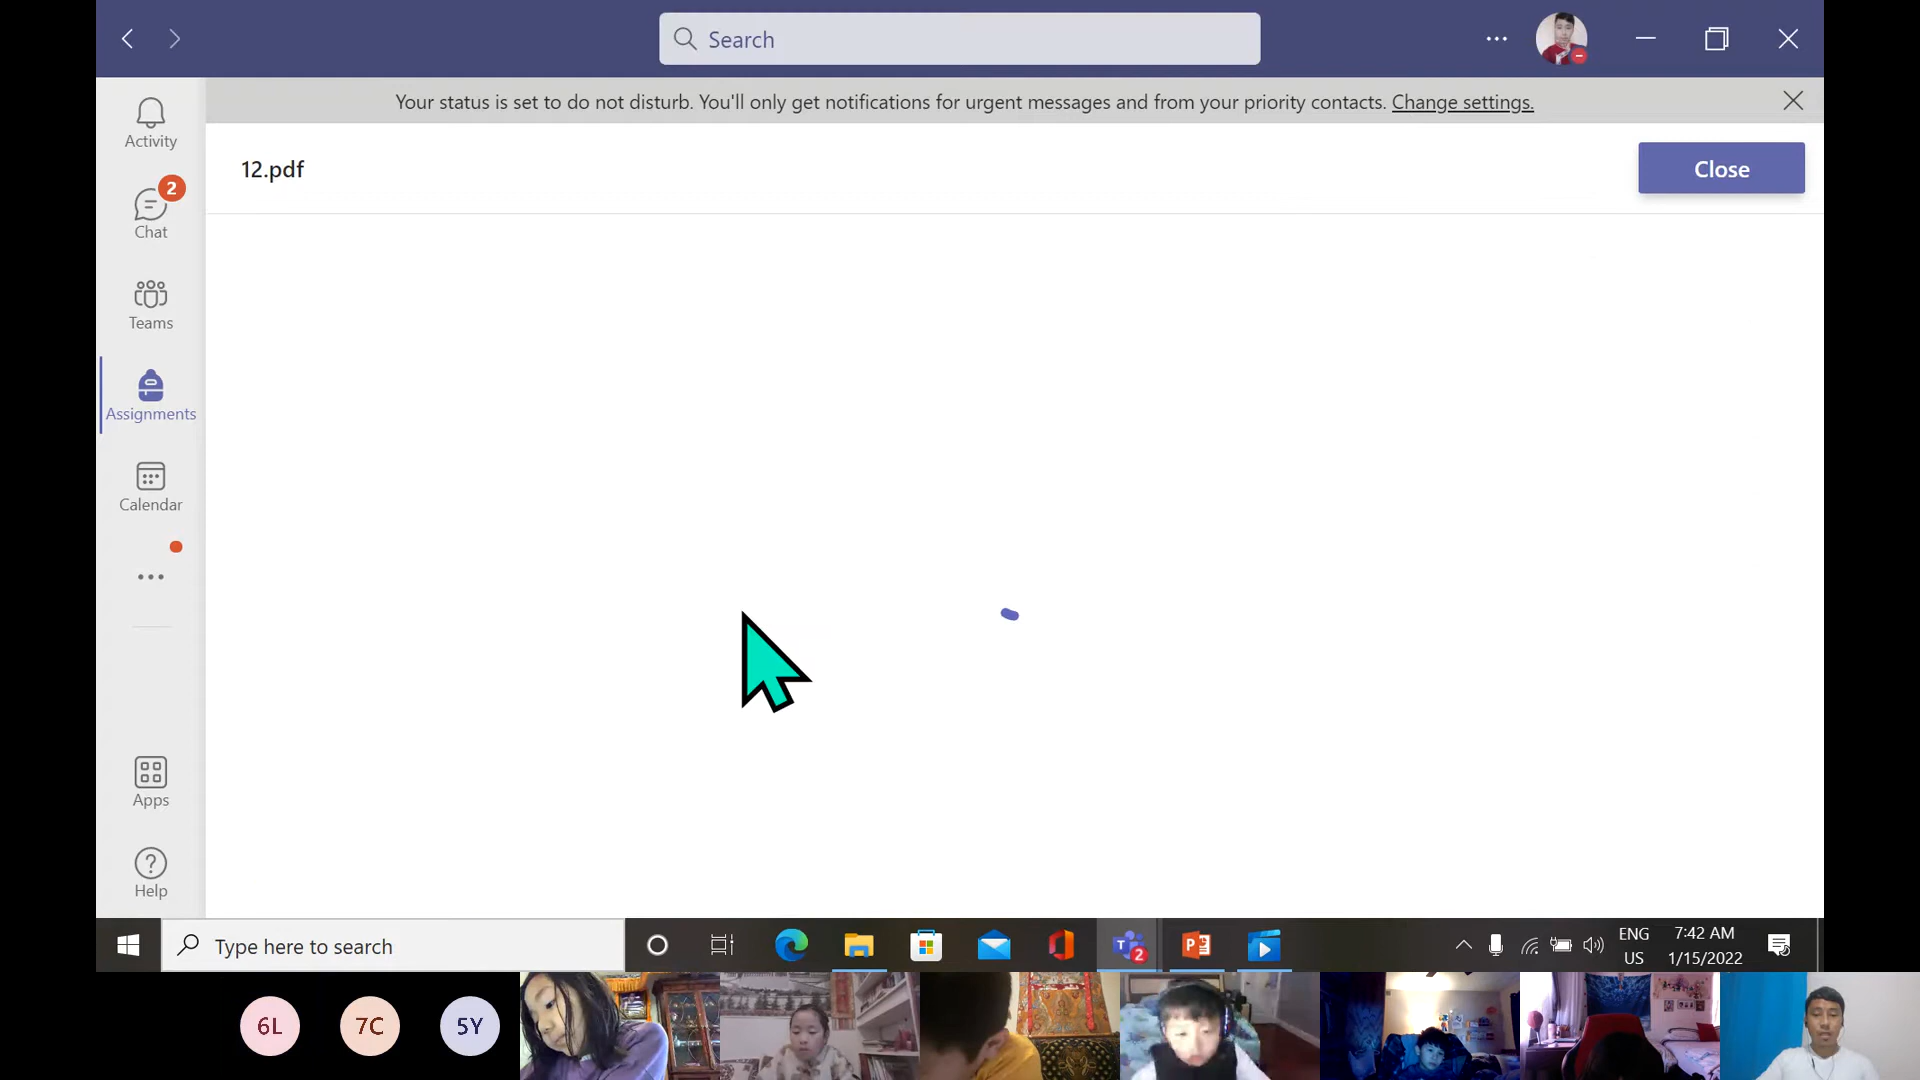 Search
Your status is set to do not disturb. You'll only get notifications for urgent messages and from your priority contacts. Change settings.
Activity
12.pdf
Close
2
Chat
Teams
Assignments
Calendar
Apps
Help
Type here to search
2
ENG
US
7:42 AM
1/15/2022
6L
7C
5Y